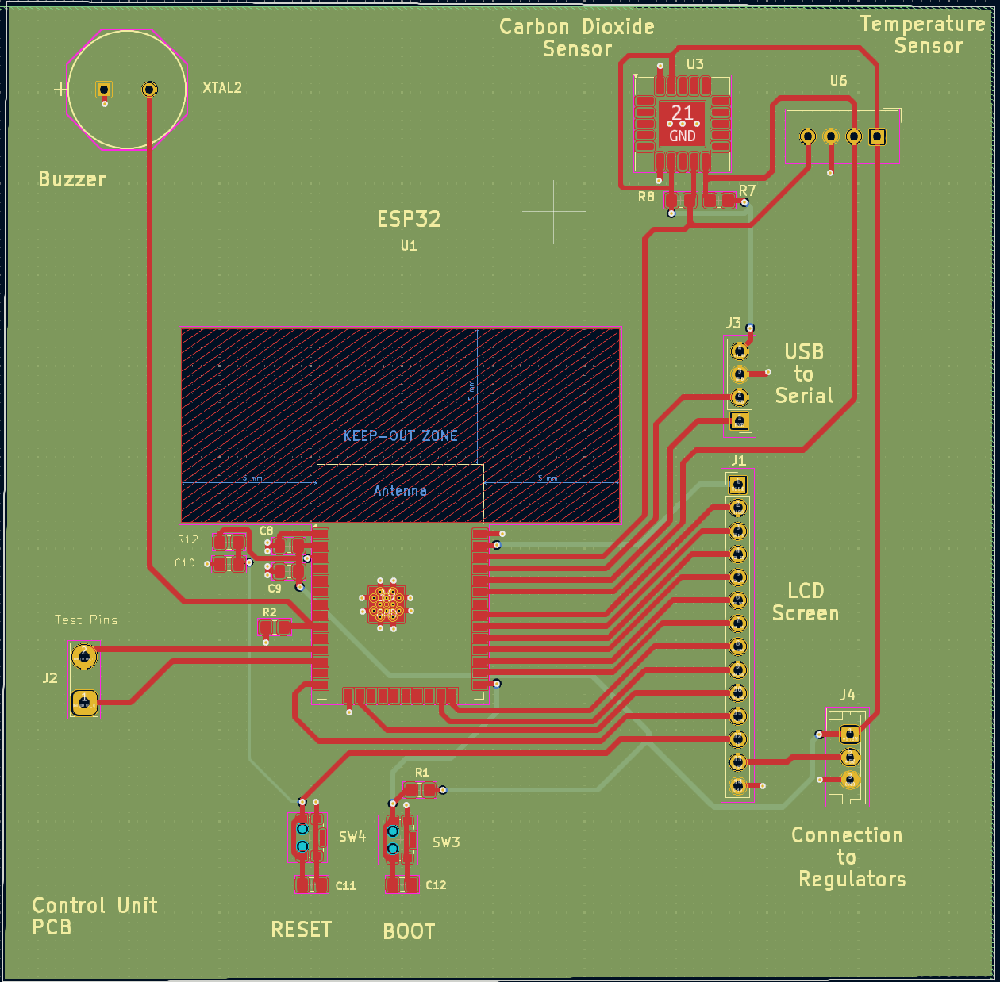 Carbon Dioxide
Sensor
Temperature
Sensor
U3
U6
XTAL2
+
21
GND
Buzzer
R8
R7
ESP32
U1
J3
USB
to
Serial
5 mm
KEEP-OUT ZONE
J1
5 mm
5 mm
Antenna
R12
C8
C10
C9
R2
LCD
Screen
Test Pins
2
J2
1
J4
R1
SW4
SW3
Connection
to
Regulators
C11
C12
Control Unit
PCB
RESET
BOOT